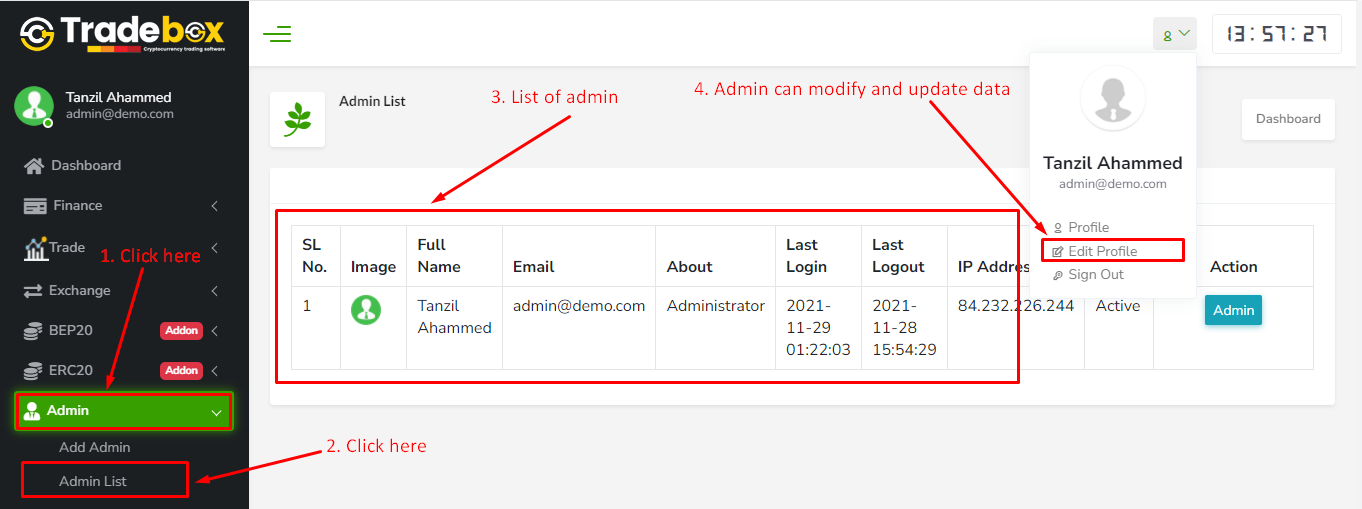 Tradebox
Cryptocurrency trading software
13:57:27
Tanzil Ahammed
admin@demo.com
Dashboard
Finance
Trade
Exchange
BEP20 Addon
ERC20 Addon
Admin
Add Admin
Admin List
1. Click here
2. Click here
3. List of admin
4. Admin can modify and update data
Admin List
Dashboard
Tanzil Ahammed
admin@demo.com
Profile
Edit Profile
Sign Out
SL No. Image Full Name Email About Last Login Last Logout IP Addres Action
1 Tanzil Ahammed admin@demo.com Administrator 2021-11-29 01:22:03 2021-11-28 15:54:29 84.232.226.244 Active Admin